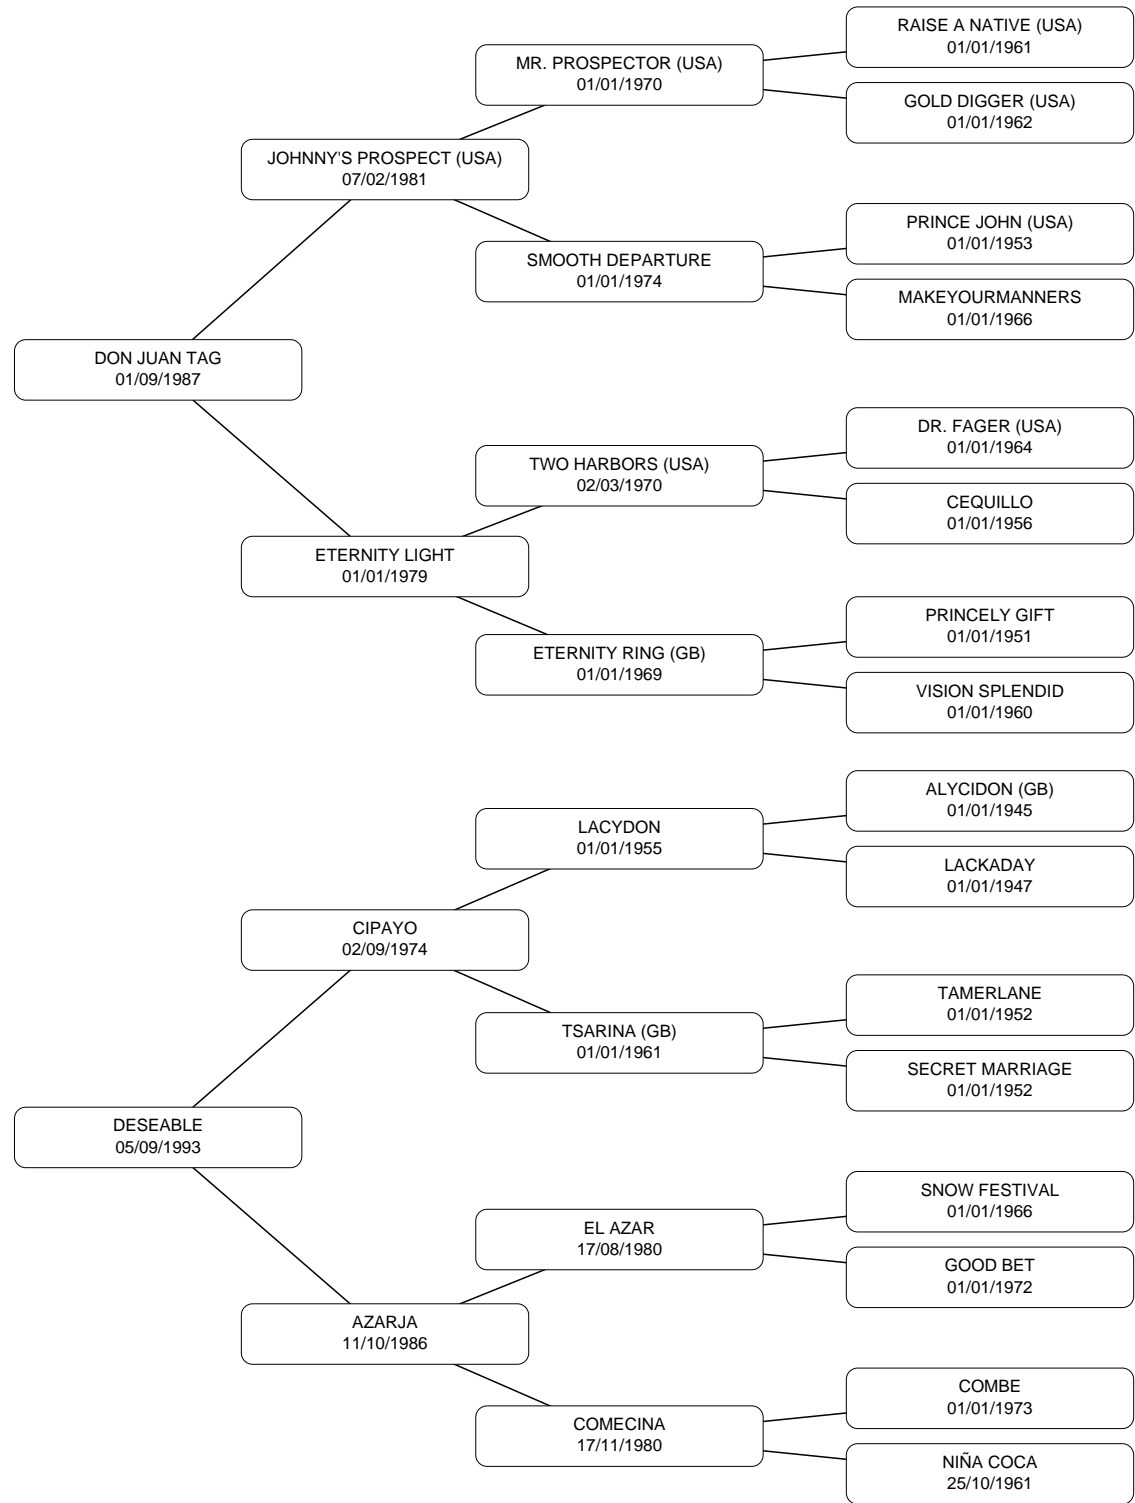 RAISE A NATIVE (USA)
01/01/1961
MR. PROSPECTOR (USA)
01/01/1970
GOLD DIGGER (USA)
01/01/1962
JOHNNY'S PROSPECT (USA)
07/02/1981
PRINCE JOHN (USA)
01/01/1953
SMOOTH DEPARTURE
01/01/1974
MAKEYOURMANNERS
01/01/1966
DON JUAN TAG
01/09/1987
DR. FAGER (USA)
01/01/1964
TWO HARBORS (USA)
02/03/1970
CEQUILLO
01/01/1956
ETERNITY LIGHT
01/01/1979
PRINCELY GIFT
01/01/1951
ETERNITY RING (GB)
01/01/1969
VISION SPLENDID
01/01/1960
ALYCIDON (GB)
01/01/1945
LACYDON
01/01/1955
LACKADAY
01/01/1947
CIPAYO
02/09/1974
TAMERLANE
01/01/1952
TSARINA (GB)
01/01/1961
SECRET MARRIAGE
01/01/1952
DESEABLE
05/09/1993
SNOW FESTIVAL
01/01/1966
EL AZAR
17/08/1980
GOOD BET
01/01/1972
AZARJA
11/10/1986
COMBE
01/01/1973
COMECINA
17/11/1980
NIÑA COCA
25/10/1961